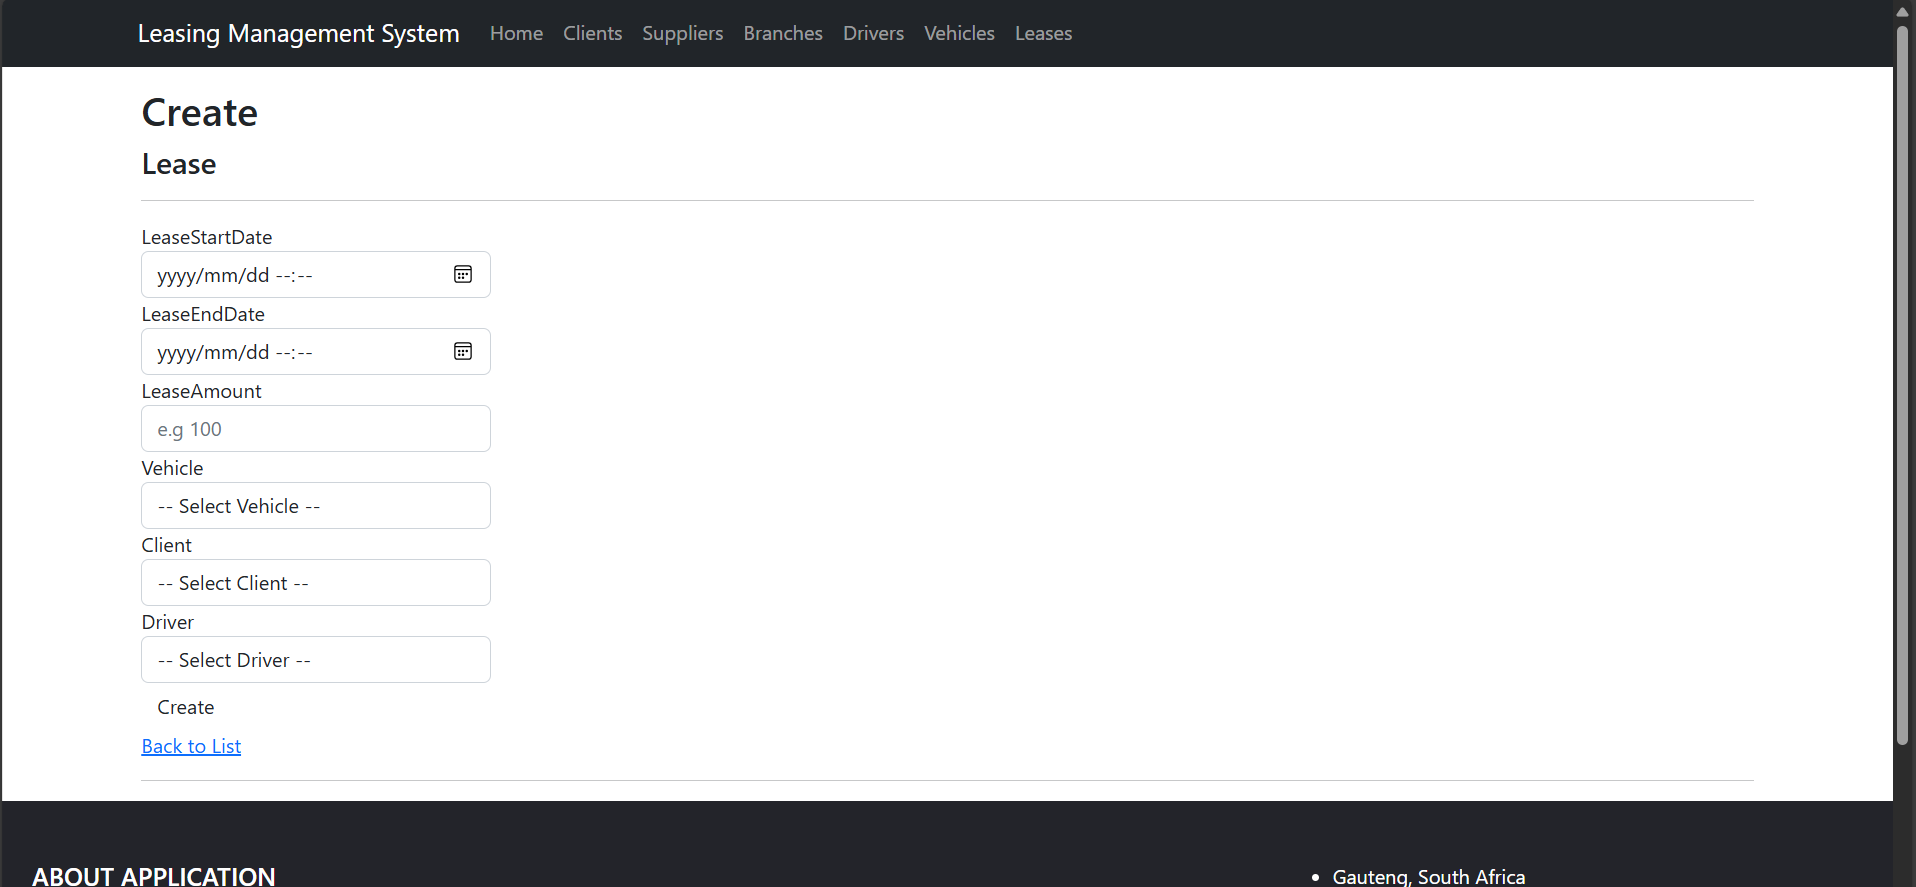 Leasing Management System Home Clients Suppliers Branches Drivers Vehicles Leases
Create
Lease
LeaseStartDate
yyyy/mm/dd --:--
LeaseEndDate
yyyy/mm/dd --:--
LeaseAmount
e.g 100
Vehicle
-- Select Vehicle --
Client
-- Select Client --
Driver
-- Select Driver --
Create
Back to List
ABOUT APPLICATION
• Gauteng, South Africa